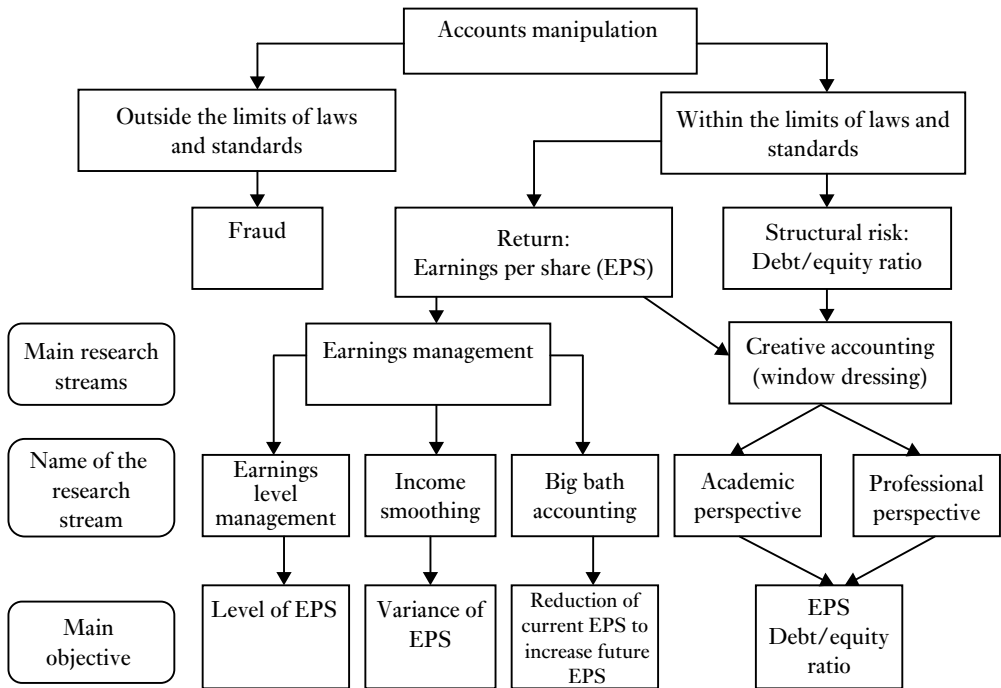 Accounts manipulation
Outside the limits of laws
and standards
Within the limits of laws and
standards
Fraud
Return:
Earnings per share (EPS)
Structural risk:
Debt/equity ratio
Main research
streams
Earnings management
Creative accounting
(window dressing)
Name of the
research
stream
Earnings
level
management
Income
smoothing
Big bath
accounting
Academic
perspective
Professional
perspective
Main
objective
Level of EPS
Variance of
EPS
Reduction of
current EPS to
increase future
EPS
EPS
Debt/equity
ratio